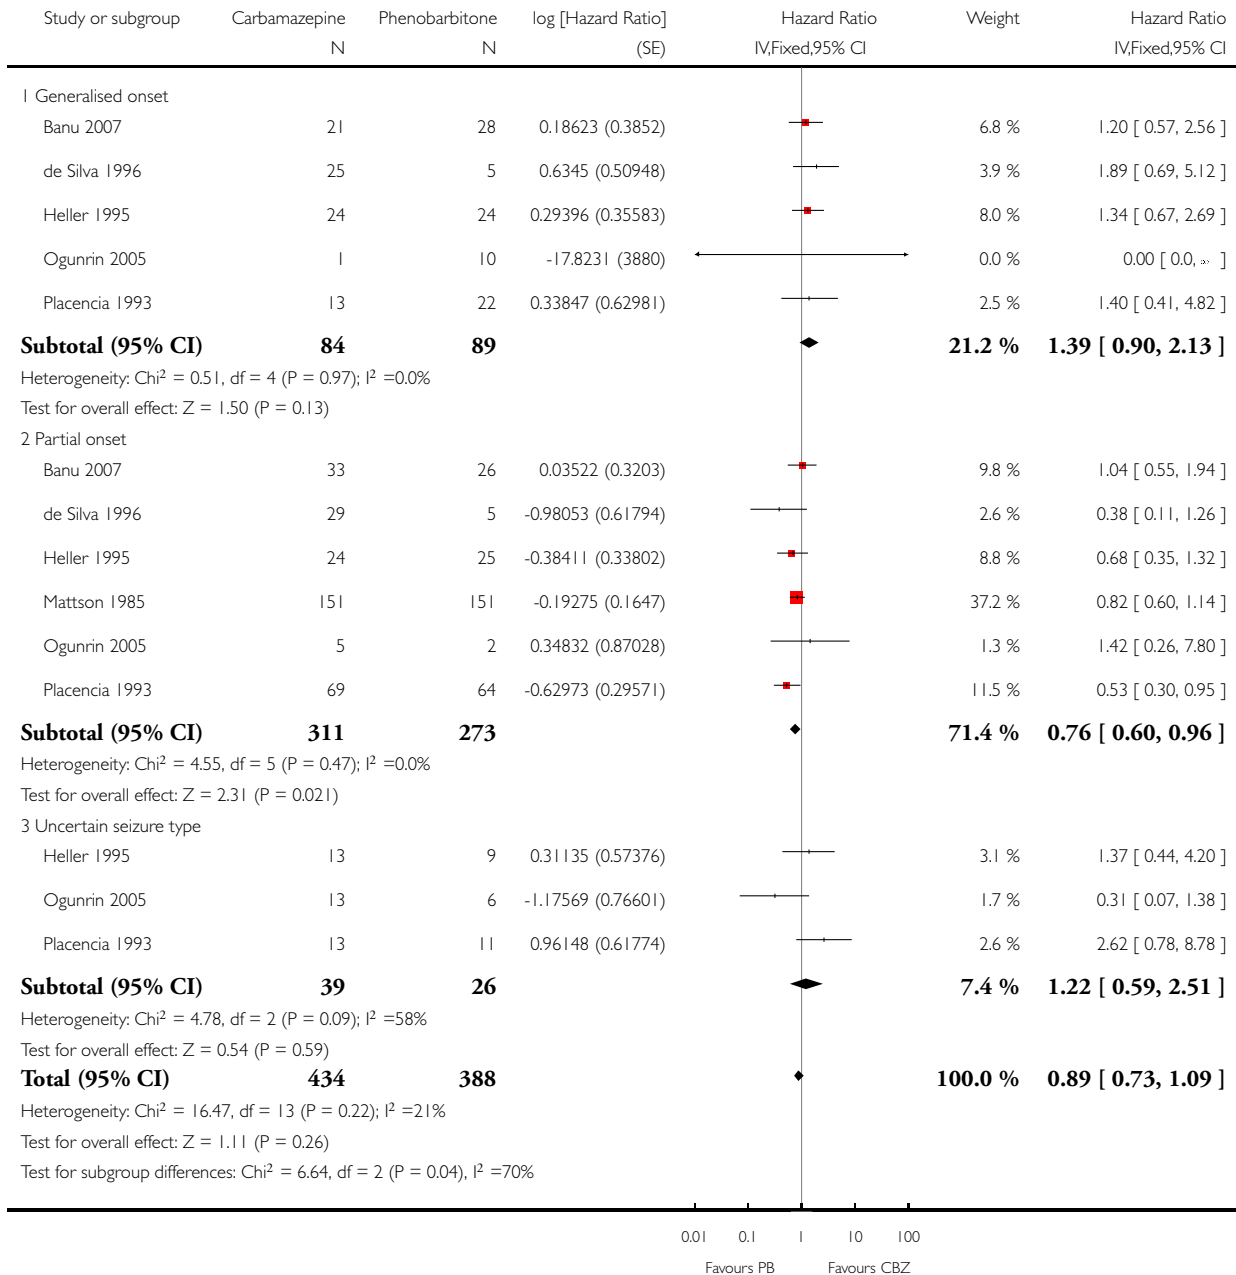 Study or subgroup Carbamazepine Phenobarbitone log [Hazard Ratio] Hazard Ratio Weight Hazard Ratio
N N (SE) IV,Fixed,95% CI IV,Fixed,95% CI
1 Generalised onset
Banu 2007 21 28 0.18623 (0.3852) 6.8 % 1.20 [ 0.57, 2.56 ]
de Silva 1996 25 5 0.6345 (0.50948) 3.9 % 1.89 [ 0.69, 5.12 ]
Heller 1995 24 24 0.29396 (0.35583) 8.0 % 1.34 [ 0.67, 2.69 ]
Ogunrin 2005 1 10 -17.8231 (3880) 0.0 % 0.00 [ 0.0, ]
Placencia 1993 13 22 0.33847 (0.62981) 2.5 % 1.40 [ 0.41, 4.82 ]
Subtotal (95% CI) 84 89 21.2 % 1.39 [ 0.90, 2.13 ]
Heterogeneity: Chi² = 0.51, df = 4 (P = 0.97); I² =0.0%
Test for overall effect: Z = 1.50 (P = 0.13)
2 Partial onset
Banu 2007 33 26 0.03522 (0.3203) 9.8 % 1.04 [ 0.55, 1.94 ]
de Silva 1996 29 5 -0.98053 (0.61794) 2.6 % 0.38 [ 0.11, 1.26 ]
Heller 1995 24 25 -0.38411 (0.33802) 8.8 % 0.68 [ 0.35, 1.32 ]
Mattson 1985 151 151 -0.19275 (0.1647) 37.2 % 0.82 [ 0.60, 1.14 ]
Ogunrin 2005 5 2 0.34832 (0.87028) 1.3 % 1.42 [ 0.26, 7.80 ]
Placencia 1993 69 64 -0.62973 (0.29571) 11.5 % 0.53 [ 0.30, 0.95 ]
Subtotal (95% CI) 311 273 71.4 % 0.76 [ 0.60, 0.96 ]
Heterogeneity: Chi² = 4.55, df = 5 (P = 0.47); I² =0.0%
Test for overall effect: Z = 2.31 (P = 0.021)
3 Uncertain seizure type
Heller 1995 13 9 0.31135 (0.57376) 3.1 % 1.37 [ 0.44, 4.20 ]
Ogunrin 2005 13 6 -1.17569 (0.76601) 1.7 % 0.31 [ 0.07, 1.38 ]
Placencia 1993 13 11 0.96148 (0.61774) 2.6 % 2.62 [ 0.78, 8.78 ]
Subtotal (95% CI) 39 26 7.4 % 1.22 [ 0.59, 2.51 ]
Heterogeneity: Chi² = 4.78, df = 2 (P = 0.09); I² =58%
Test for overall effect: Z = 0.54 (P = 0.59)
Total (95% CI) 434 388 100.0 % 0.89 [ 0.73, 1.09 ]
Heterogeneity: Chi² = 16.47, df = 13 (P = 0.22); I² =21%
Test for overall effect: Z = 1.11 (P = 0.26)
Test for subgroup differences: Chi² = 6.64, df = 2 (P = 0.04), I² =70%
0.01 0.1 1 10 100
Favours PB Favours CBZ